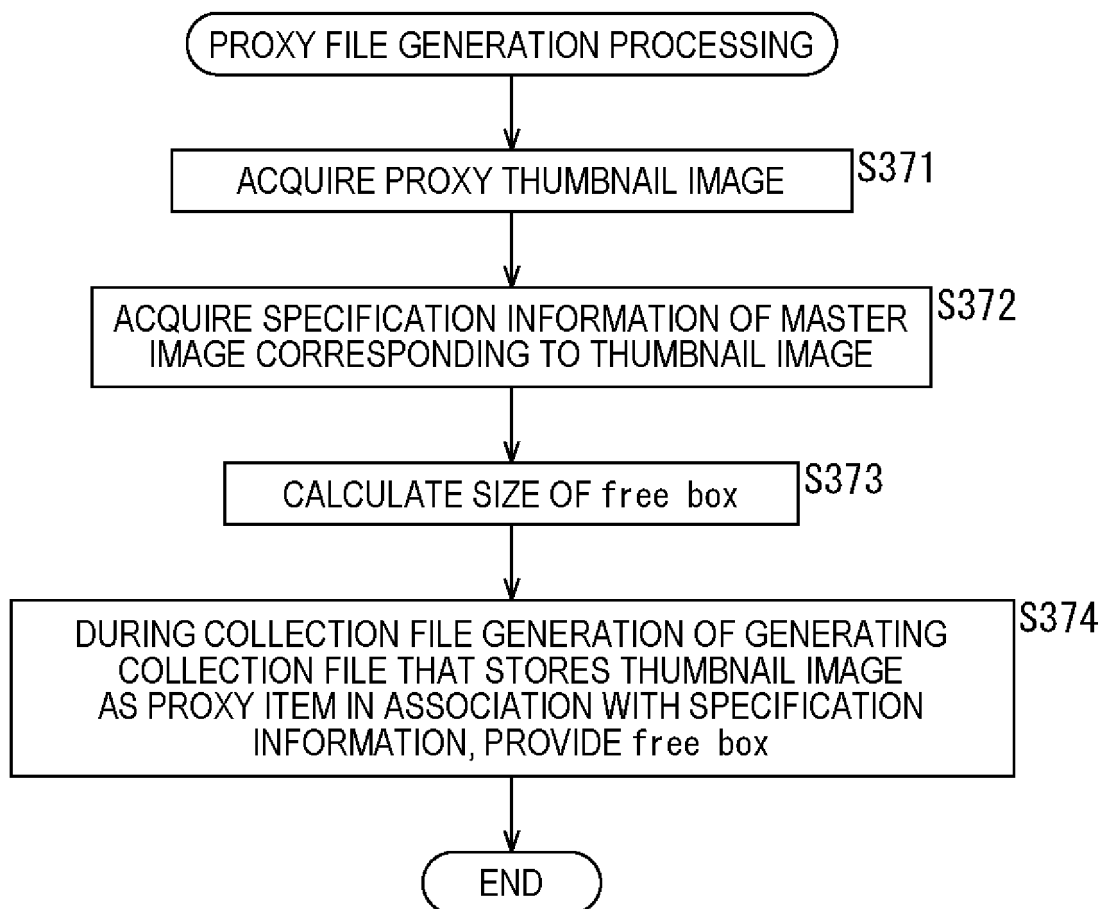 PROXY FILE GENERATION PROCESSING
ACQUIRE PROXY THUMBNAIL IMAGE
S371
ACQUIRE SPECIFICATION INFORMATION OF MASTER
IMAGE CORRESPONDING TO THUMBNAIL IMAGE
S372
CALCULATE SIZE OF free box
S373
DURING COLLECTION FILE GENERATION OF GENERATING
COLLECTION FILE THAT STORES THUMBNAIL IMAGE
AS PROXY ITEM IN ASSOCIATION WITH SPECIFICATION
INFORMATION, PROVIDE free box
S374
END